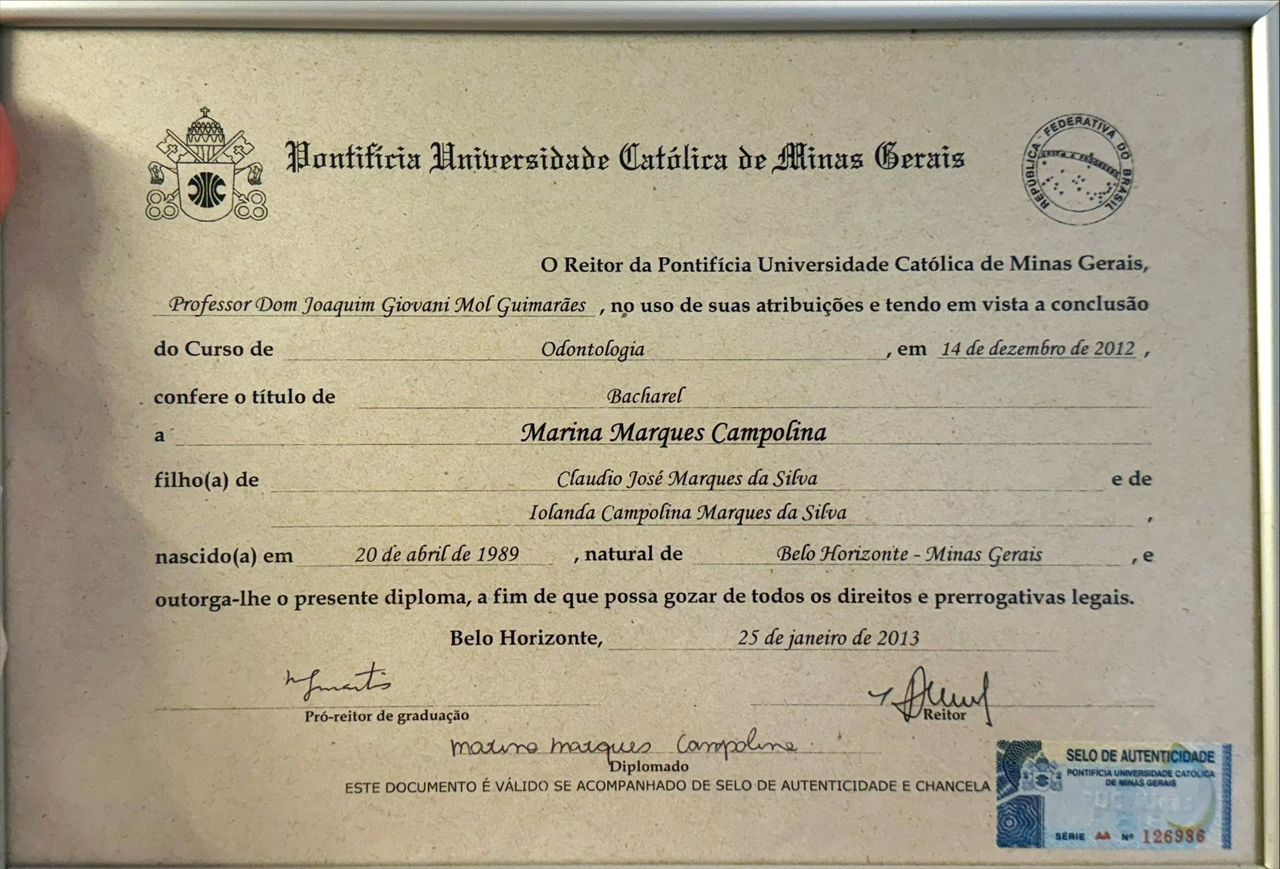 Pontifícia Universidade Católica de Minas Gerais
REPÚBLICA FEDERATIVA DO BRASIL
ORDEM E PROGRESSO
O Reitor da Pontifícia Universidade Católica de Minas Gerais,
Professor Dom Joaquim Giovani Mol Guimarães , no uso de suas atribuições e tendo em vista a conclusão
do Curso de Odontologia , em 14 de dezembro de 2012 ,
confere o título de Bacharel
a Marina Marques Campolina
filho(a) de Claudio José Marques da Silva e de
Iolanda Campolina Marques da Silva ,
nascido(a) em 20 de abril de 1989 , natural de Belo Horizonte - Minas Gerais , e
outorga-lhe o presente diploma, a fim de que possa gozar de todos os direitos e prerrogativas legais.
Belo Horizonte, 25 de janeiro de 2013
Pró-reitor de graduação
Reitor
Marina Marques Campolina
Diplomado
ESTE DOCUMENTO É VÁLIDO SE ACOMPANHADO DE SELO DE AUTENTICIDADE E CHANCELA
SELO DE AUTENTICIDADE
PONTIFÍCIA UNIVERSIDADE CATÓLICA
DE MINAS GERAIS
PUC Minas
SÉRIE AA Nº 126986